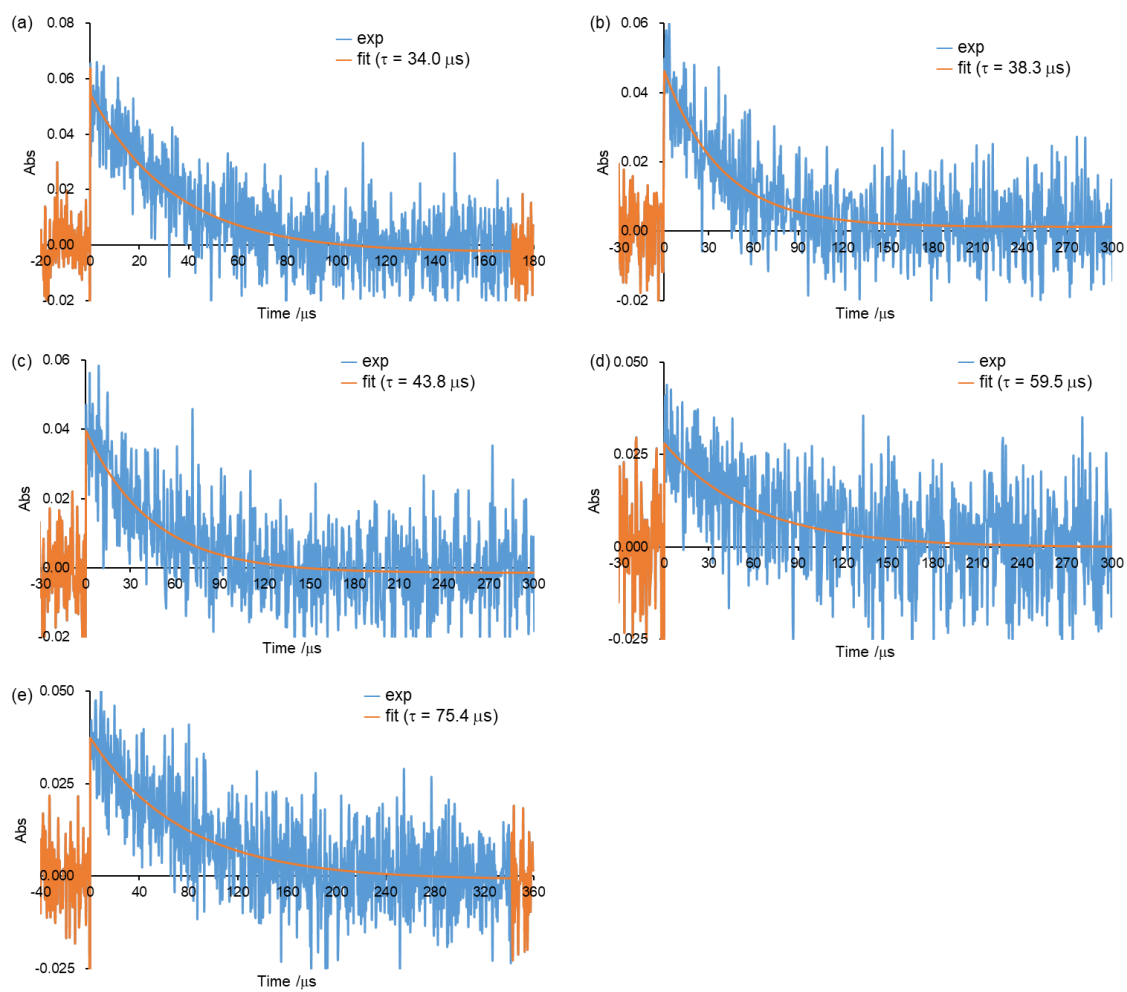 (a)
0.08
0.06
0.04
0.02
0.00
-0.02
Abs
exp
fit (τ = 34.0 μs)
-20 0 20 40 60 80 100 120 140 160 180
Time /μs
(b)
0.06
0.04
0.02
0.00
-0.02
Abs
exp
fit (τ = 38.3 μs)
-30 0 30 60 90 120 150 180 210 240 270 300
Time /μs
(c)
0.06
0.04
0.02
0.00
-0.02
Abs
exp
fit (τ = 43.8 μs)
-30 0 30 60 90 120 150 180 210 240 270 300
Time /μs
(d)
0.050
0.025
0.000
-0.025
Abs
exp
fit (τ = 59.5 μs)
-30 0 30 60 90 120 150 180 210 240 270 300
Time /μs
(e)
0.050
0.025
0.000
-0.025
Abs
exp
fit (τ = 75.4 μs)
-40 0 40 80 120 160 200 240 280 320 360
Time /μs